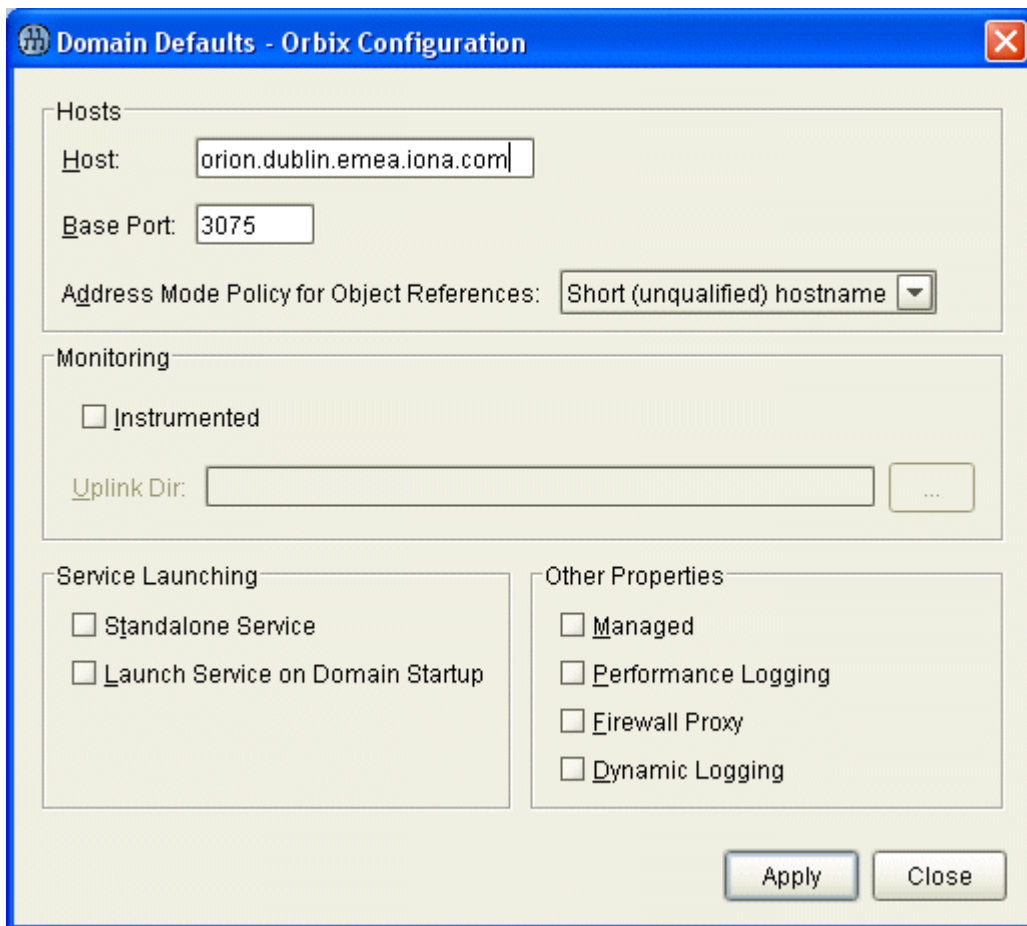 Domain Defaults - Orbix Configuration
Hosts
Host: orion.dublin.emea.iona.com
Base Port: 3075
Address Mode Policy for Object References: Short (unqualified) hostname
Monitoring
Instrumented
Uplink Dir: ...
Service Launching
Standalone Service
Launch Service on Domain Startup
Other Properties
Managed
Performance Logging
Firewall Proxy
Dynamic Logging
Apply Close